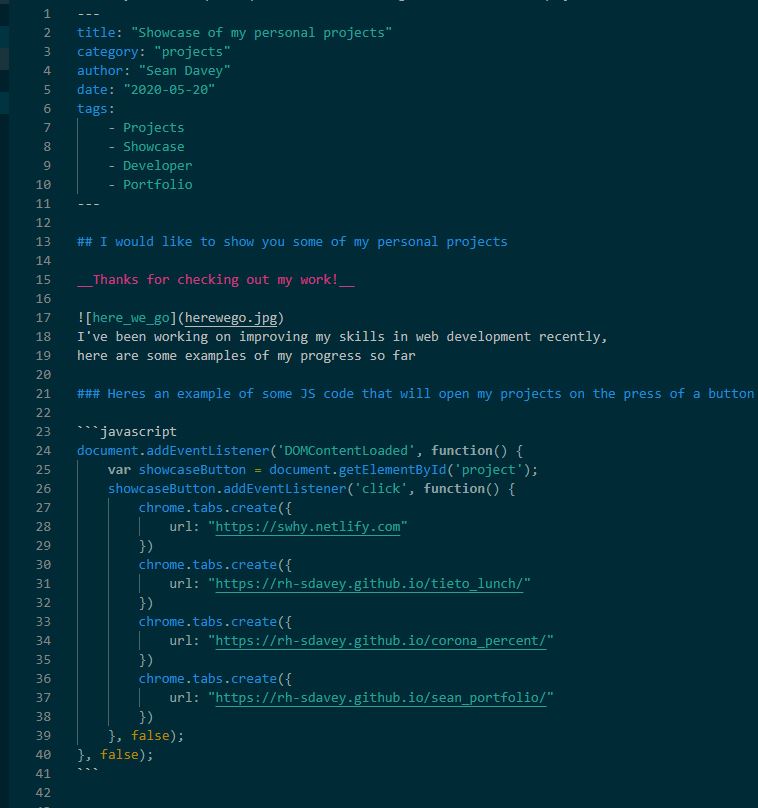 1 ---
2 title: "Showcase of my personal projects"
3 category: "projects"
4 author: "Sean Davey"
5 date: "2020-05-20"
6 tags:
7     - Projects
8     - Showcase
9     - Developer
10     - Portfolio
11 ---
12
13 ## I would like to show you some of my personal projects
14
15 __Thanks for checking out my work!__
16
17 ![here_we_go](herewego.jpg)
18 I've been working on improving my skills in web development recently,
19 here are some examples of my progress so far
20
21 ### Heres an example of some JS code that will open my projects on the press of a button
22
23 ```javascript
24 document.addEventListener('DOMContentLoaded', function() {
25     var showcaseButton = document.getElementById('project');
26     showcaseButton.addEventListener('click', function() {
27         chrome.tabs.create({
28             url: "https://swhy.netlify.com"
29         })
30         chrome.tabs.create({
31             url: "https://rh-sdavey.github.io/tieto_lunch/"
32         })
33         chrome.tabs.create({
34             url: "https://rh-sdavey.github.io/corona_percent/"
35         })
36         chrome.tabs.create({
37             url: "https://rh-sdavey.github.io/sean_portfolio/"
38         })
39     }, false);
40 }, false);
41 ```
42